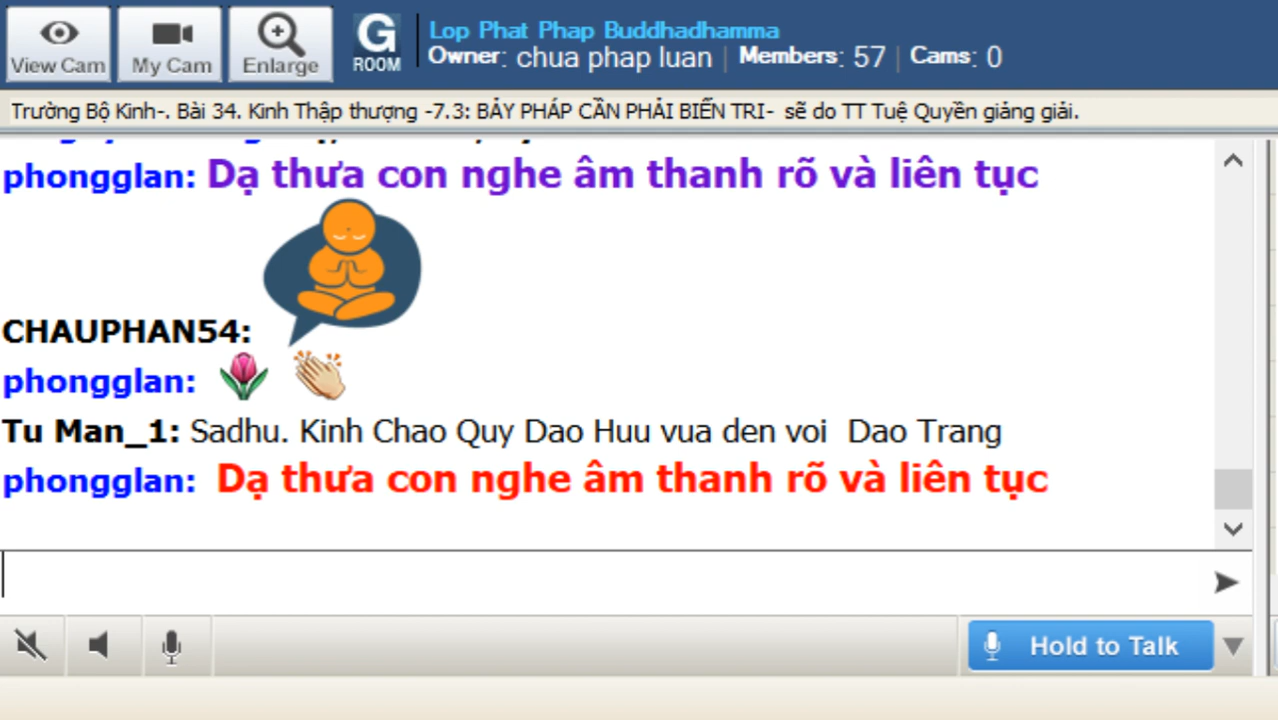 View Cam
My Cam
Enlarge
G
ROOM
Lop Phat Phap Buddhadhamma
Owner: chua phap luan | Members: 57 | Cams: 0
Trường Bộ Kinh-. Bài 34. Kinh Thập thượng -7.3: BẢY PHÁP CẦN PHẢI BIẾN TRI- sẽ do TT Tuệ Quyền giảng giải.
phongglan: Dạ thưa con nghe âm thanh rõ và liên tục
CHAUPHAN54:
phongglan:
Tu Man_1: Sadhu. Kinh Chao Quy Dao Huu vua den voi Dao Trang
phongglan: Dạ thưa con nghe âm thanh rõ và liên tục
Hold to Talk